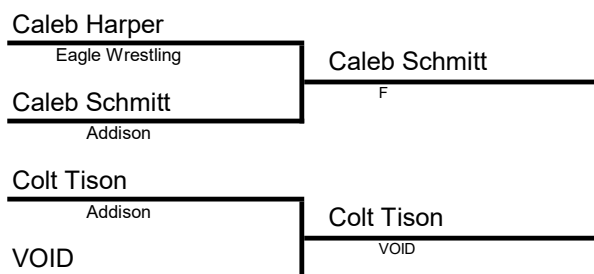 Caleb Harper
Eagle Wrestling
Caleb Schmitt
F
Caleb Schmitt
Addison
Colt Tison
Addison
Colt Tison
VOID
VOID